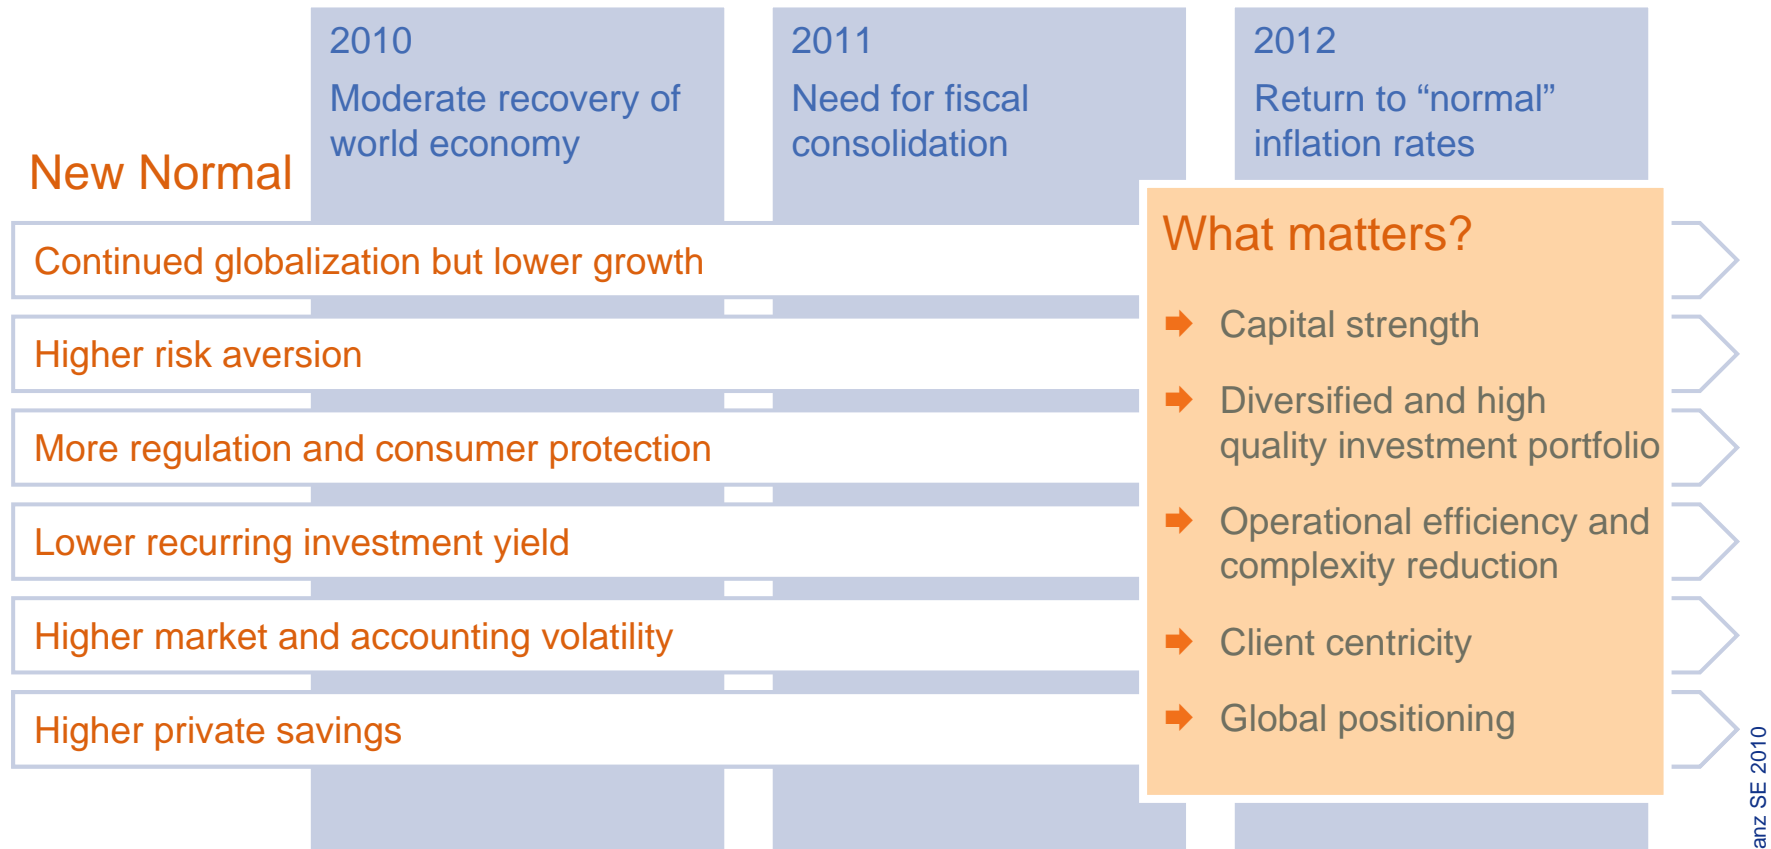 2010
Moderate recovery of
world economy
2011
Need for fiscal
consolidation
2012
Return to “normal”
inflation rates
New Normal
Continued globalization but lower growth
Higher risk aversion
More regulation and consumer protection
Lower recurring investment yield
Higher market and accounting volatility
Higher private savings
What matters?
Capital strength
Diversified and high
quality investment portfolio
Operational efficiency and
complexity reduction
Client centricity
Global positioning
anz SE 2010